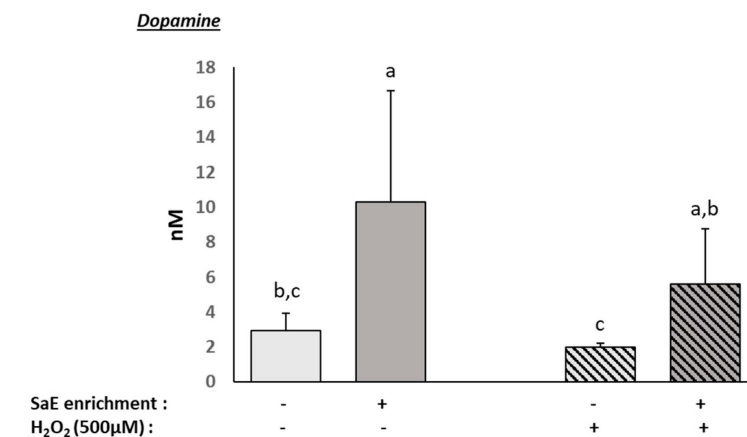 Dopamine
18
a
16
14
12
10
a,b
nM
8
6
b,c
4
c
2
0
SaE enrichment : - + - +
H₂O₂ (500µM) : - - + +